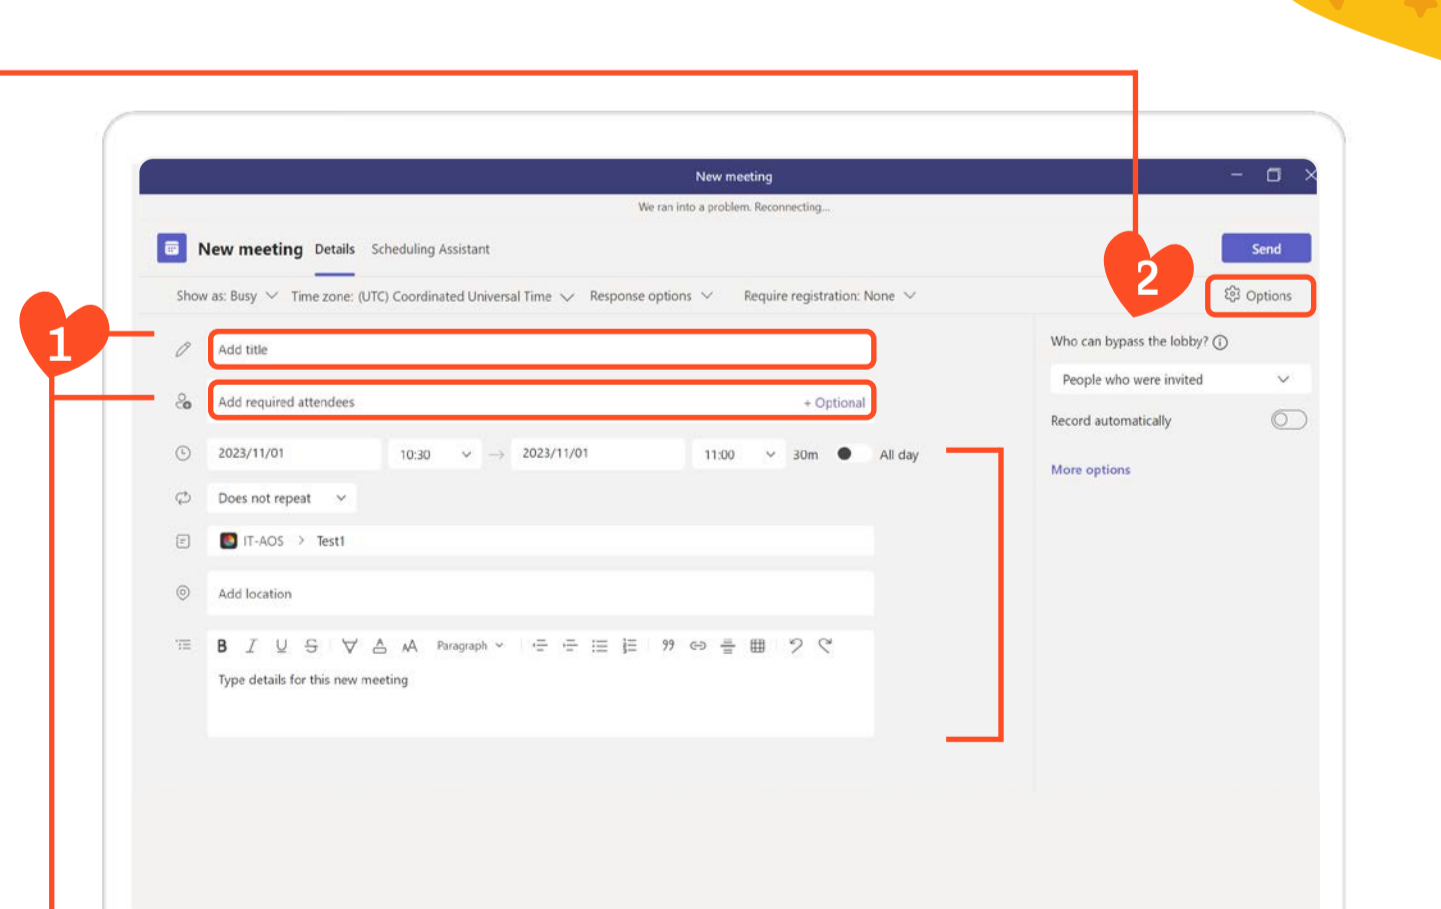 New meeting
We ran into a problem. Reconnecting...
New meeting Details Scheduling Assistant Send
2
Show as: Busy Time zone: (UTC) Coordinated Universal Time Response options Require registration: None Options
1
Add title
Who can bypass the lobby?
People who were invited
Add required attendees + Optional
Record automatically
2023/11/01 10:30 → 2023/11/01 11:00 30m All day
More options
Does not repeat
IT-AOS > Test1
Add location
B I U S A AA Paragraph 99
Type details for this new meeting